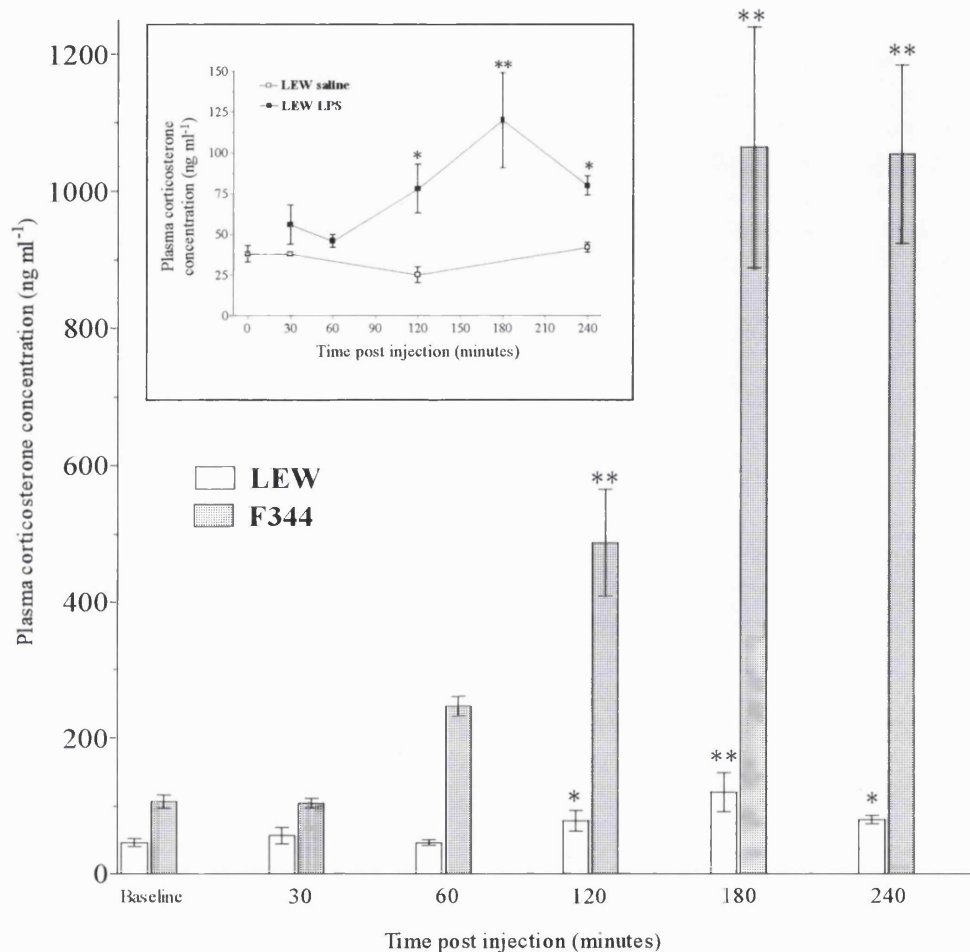 Plasma corticosterone concentration (ng ml-1)
1200
1000
800
600
400
200
0
Plasma corticosterone
concentration (ng ml-1)
150
125
100
75
50
25
0
LEW saline
LEW LPS
*
**
*
0 30 60 90 120 150 180 210 240
Time post injection (minutes)
LEW
F344
*
**
**
**
*
**
Baseline 30 60 120 180 240
Time post injection (minutes)